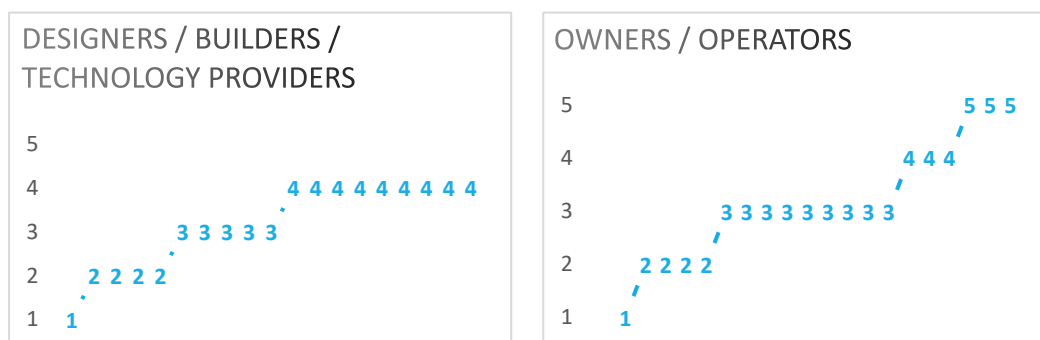 DESIGNERS / BUILDERS /
TECHNOLOGY PROVIDERS
5
4 4 4 4 4 4 4 4 4 4
3 3 3 3 3 3
2 2 2 2 2
1 1
OWNERS / OPERATORS
5 5 5 5
4 4 4 4
3 3 3 3 3 3 3 3 3 3
2 2 2 2 2
1 1